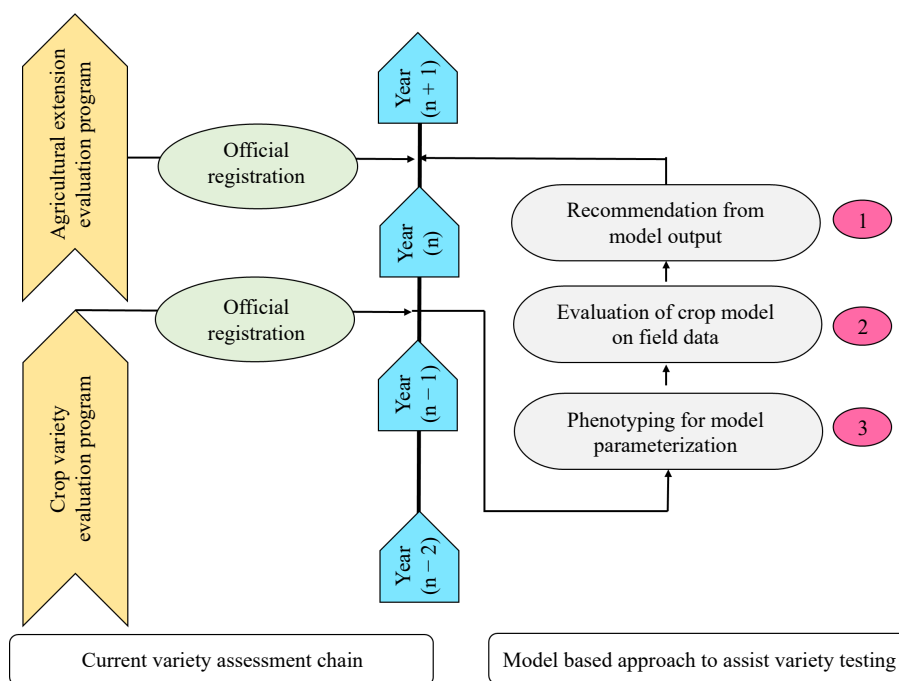 Agricultural extension
evaluation program
Crop variety
evaluation program
Official
registration
Official
registration
Year
(n + 1)
Year
(n)
Year
(n − 1)
Year
(n − 2)
Recommendation from
model output
1
Evaluation of crop model
on field data
2
Phenotyping for model
parameterization
3
Current variety assessment chain
Model based approach to assist variety testing